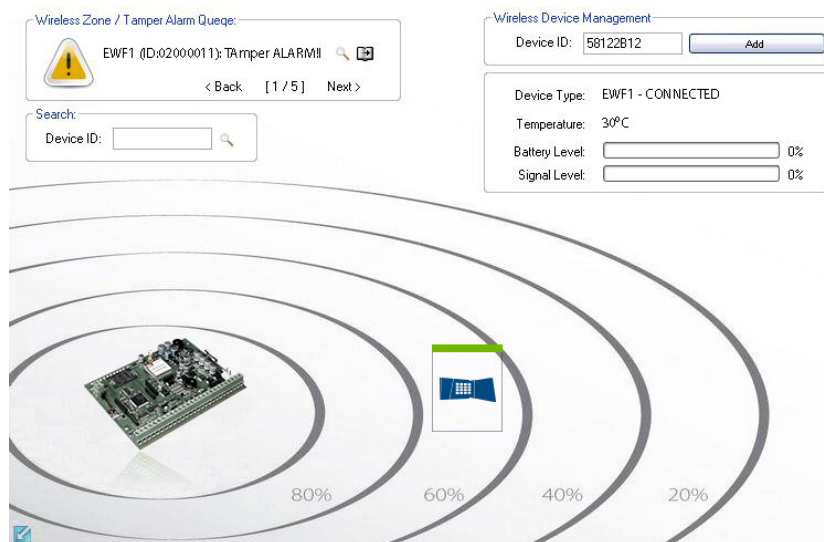 Wireless Zone / Tamper Alarm Queqe:
EWF1 (ID:02000011): TAmper ALARM!!
< Back [ 1 / 5 ] Next >
Search:
Device ID:
Wireless Device Management
Device ID: 58122B12 Add
Device Type: EWF1 - CONNECTED
Temperature: 30ºC
Battery Level: 0%
Signal Level: 0%
80% 60% 40% 20%